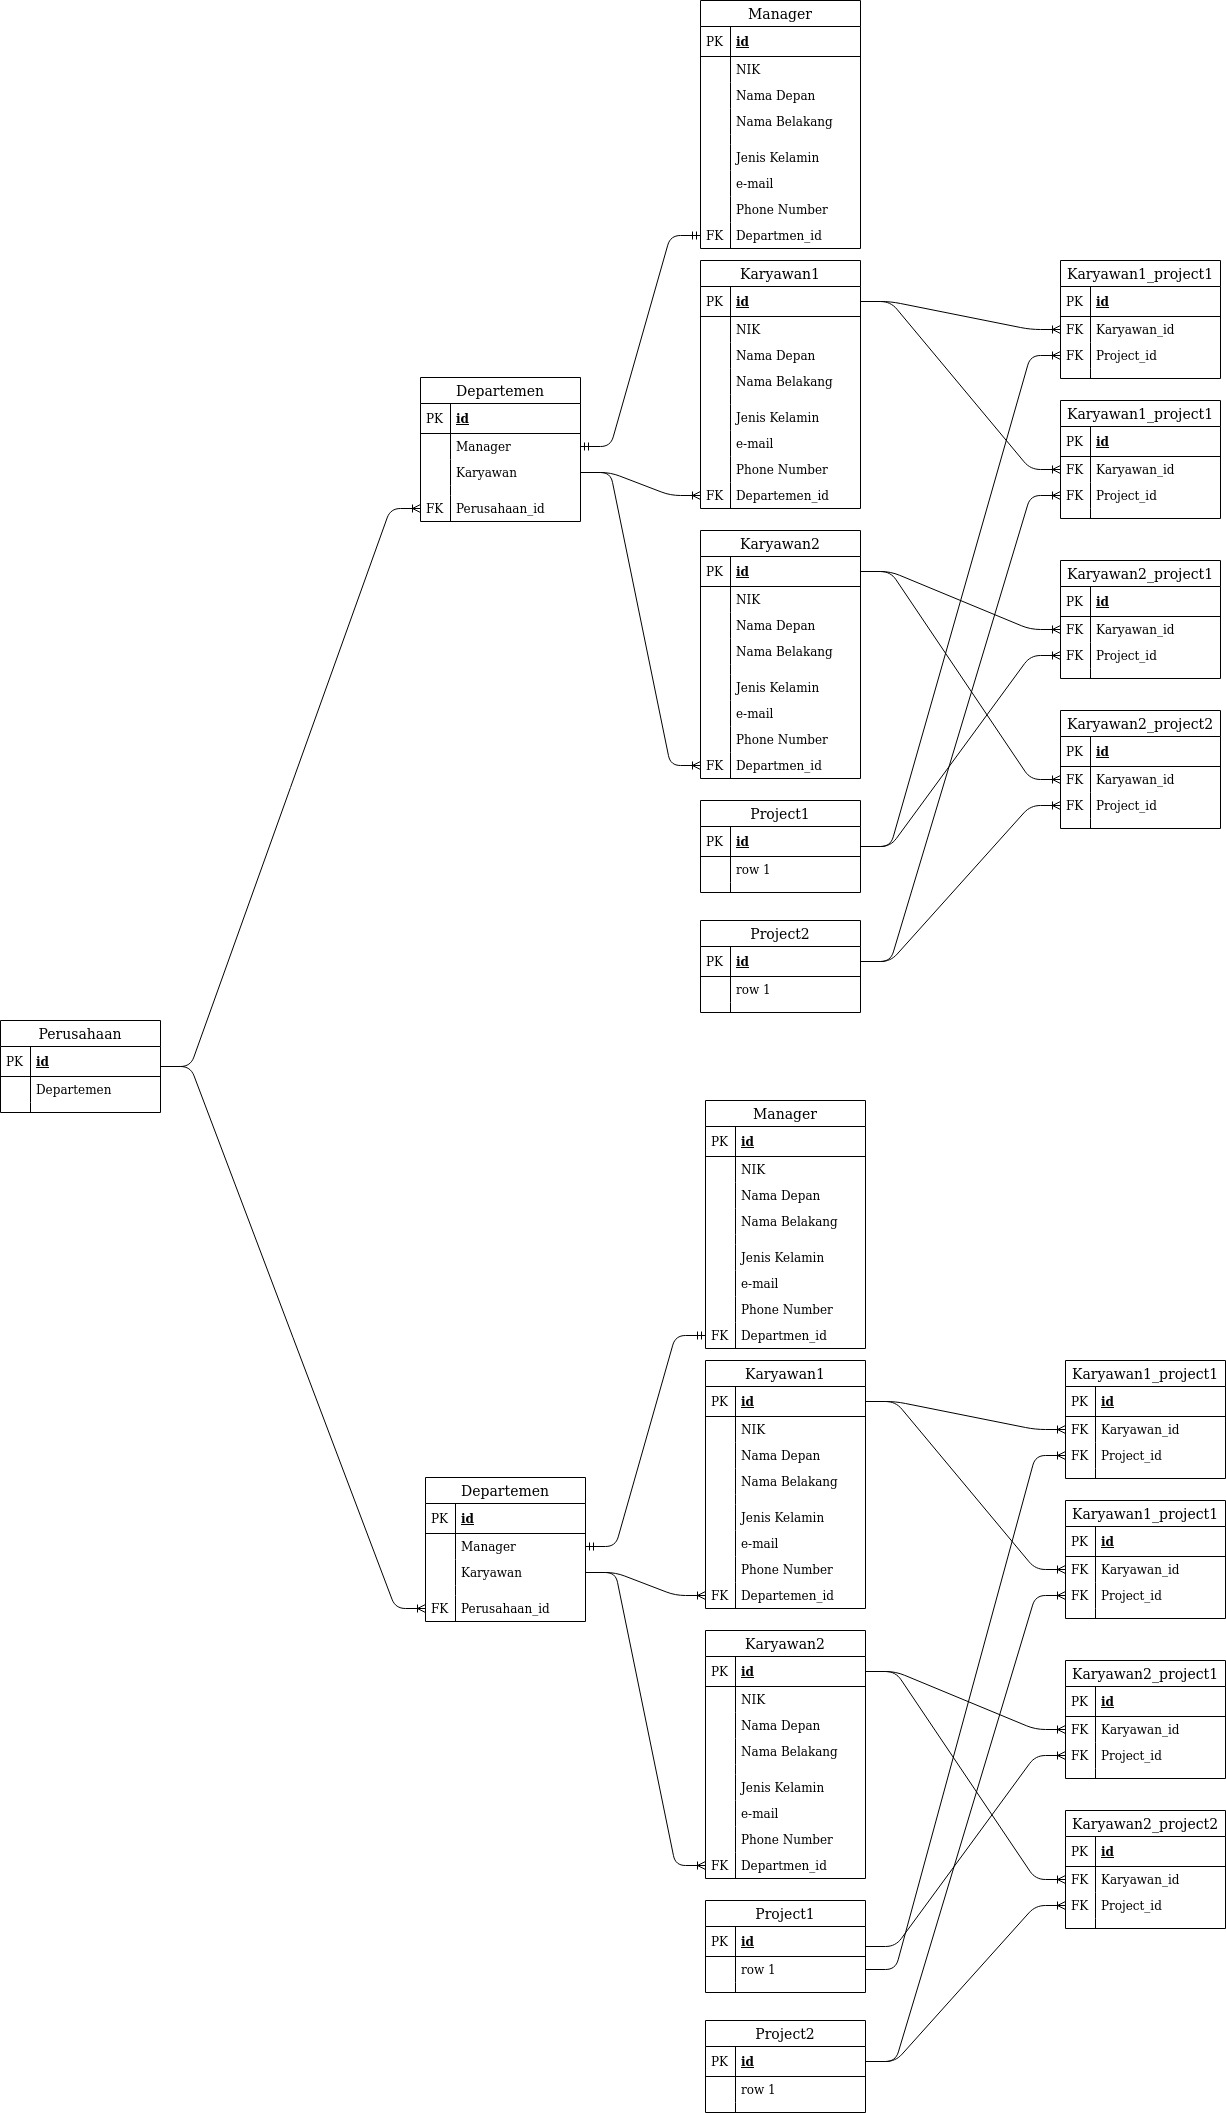 Manager
PK id
NIK
Nama Depan
Nama Belakang
Jenis Kelamin
e-mail
Phone Number
FK Departmen_id
Karyawan1
PK id
NIK
Nama Depan
Nama Belakang
Jenis Kelamin
e-mail
Phone Number
FK Departemen_id
Karyawan1_project1
PK id
FK Karyawan_id
FK Project_id
Departemen
PK id
Manager
Karyawan
FK Perusahaan_id
Karyawan1_project1
PK id
FK Karyawan_id
FK Project_id
Karyawan2
PK id
NIK
Nama Depan
Nama Belakang
Jenis Kelamin
e-mail
Phone Number
FK Departmen_id
Karyawan2_project1
PK id
FK Karyawan_id
FK Project_id
Karyawan2_project2
PK id
FK Karyawan_id
FK Project_id
Project1
PK id
row 1
Project2
PK id
row 1
Perusahaan
PK id
Departemen
Manager
PK id
NIK
Nama Depan
Nama Belakang
Jenis Kelamin
e-mail
Phone Number
FK Departmen_id
Karyawan1
PK id
NIK
Nama Depan
Nama Belakang
Jenis Kelamin
e-mail
Phone Number
FK Departemen_id
Karyawan1_project1
PK id
FK Karyawan_id
FK Project_id
Departemen
PK id
Manager
Karyawan
FK Perusahaan_id
Karyawan1_project1
PK id
FK Karyawan_id
FK Project_id
Karyawan2
PK id
NIK
Nama Depan
Nama Belakang
Jenis Kelamin
e-mail
Phone Number
FK Departmen_id
Karyawan2_project1
PK id
FK Karyawan_id
FK Project_id
Karyawan2_project2
PK id
FK Karyawan_id
FK Project_id
Project1
PK id
row 1
Project2
PK id
row 1